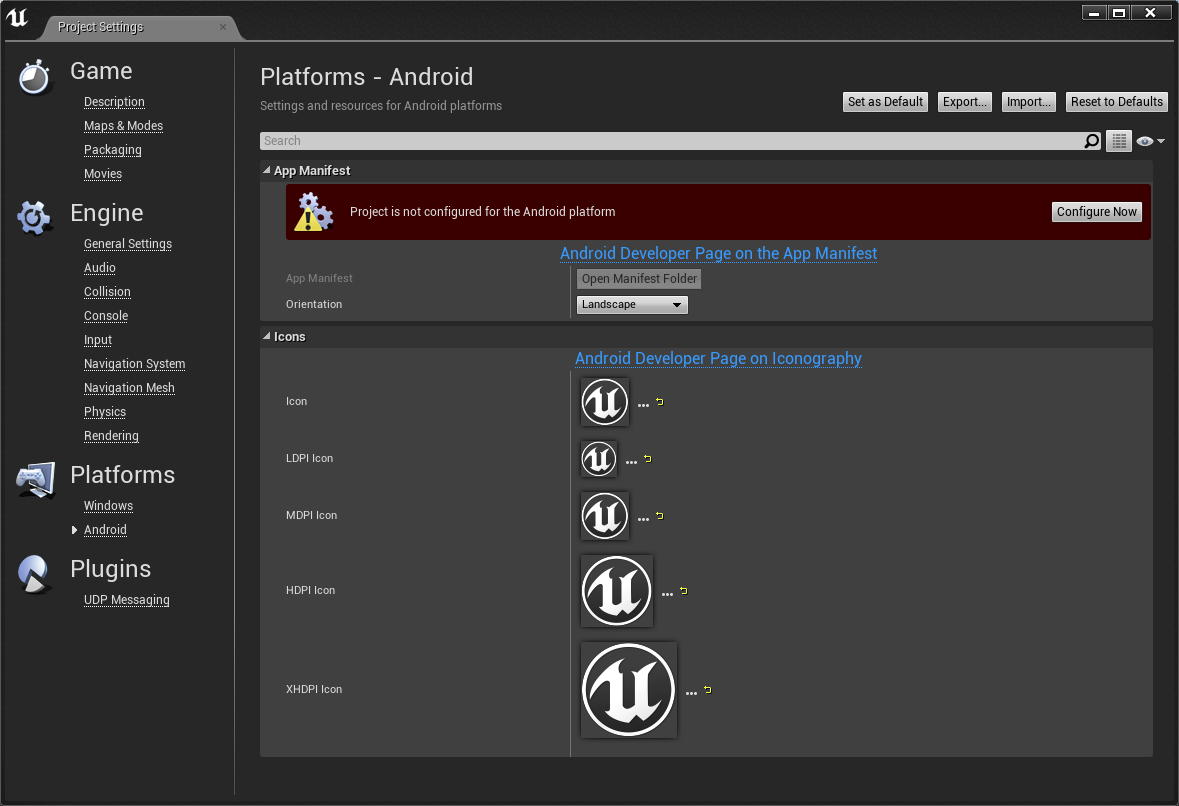 Project Settings
Game
Description
Maps & Modes
Packaging
Movies
Engine
General Settings
Audio
Collision
Console
Input
Navigation System
Navigation Mesh
Physics
Rendering
Platforms
Windows
Android
Plugins
UDP Messaging
Platforms - Android
Settings and resources for Android platforms
Set as Default Export... Import... Reset to Defaults
Search
App Manifest
Project is not configured for the Android platform Configure Now
Android Developer Page on the App Manifest
App Manifest Open Manifest Folder
Orientation Landscape
Icons
Android Developer Page on Iconography
Icon ...
LDPI Icon ...
MDPI Icon ...
HDPI Icon ...
XHDPI Icon ...